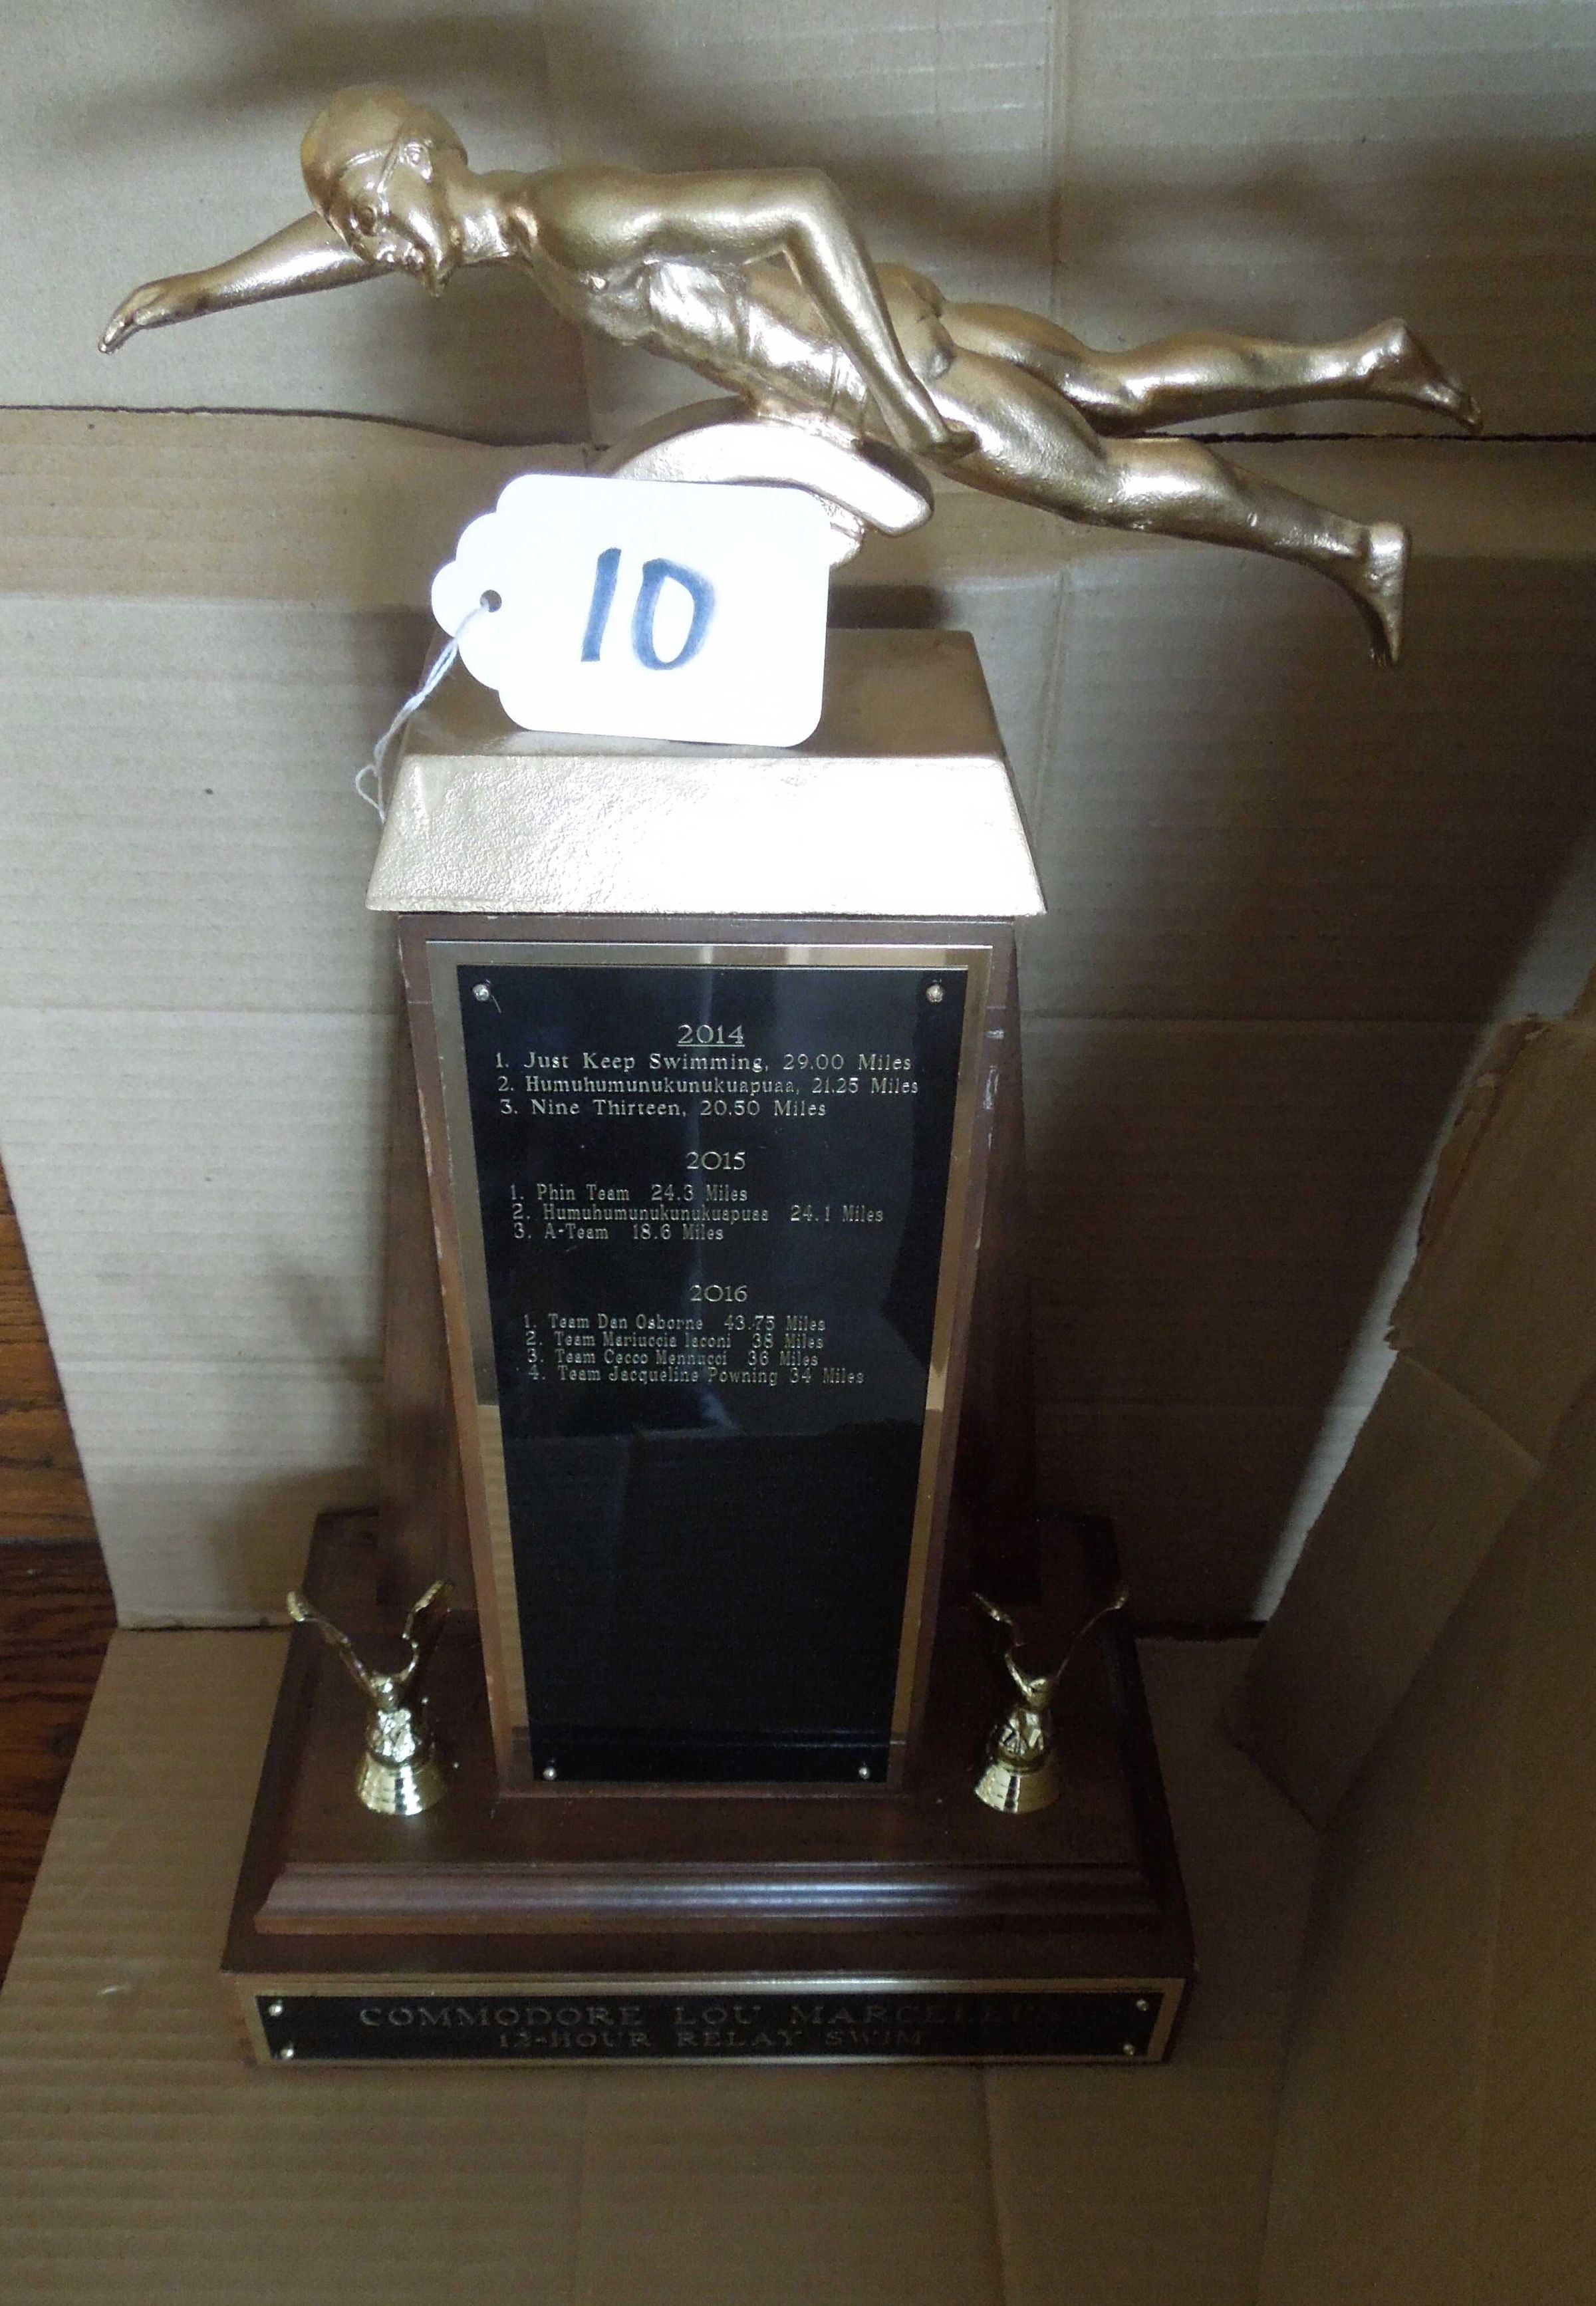 10
2014
1. Just Keep Swimming, 29.00 Miles
2. Humuhumunukunukuapuaa, 21.25 Miles
3. Nine Thirteen, 20.50 Miles
2015
1. Phin Team 24.3 Miles
2. Humuhumunukunukuapuaa 24.1 Miles
3. A-Team 18.6 Miles
2016
1. Team Dan Osborne 43.75 Miles
2. Team Mariuccia Iaconi 38 Miles
3. Team Cecco Mennucci 36 Miles
4. Team Jacqueline Powning 34 Miles
COMMODORE LOU
12-HOUR RELAY SWIM